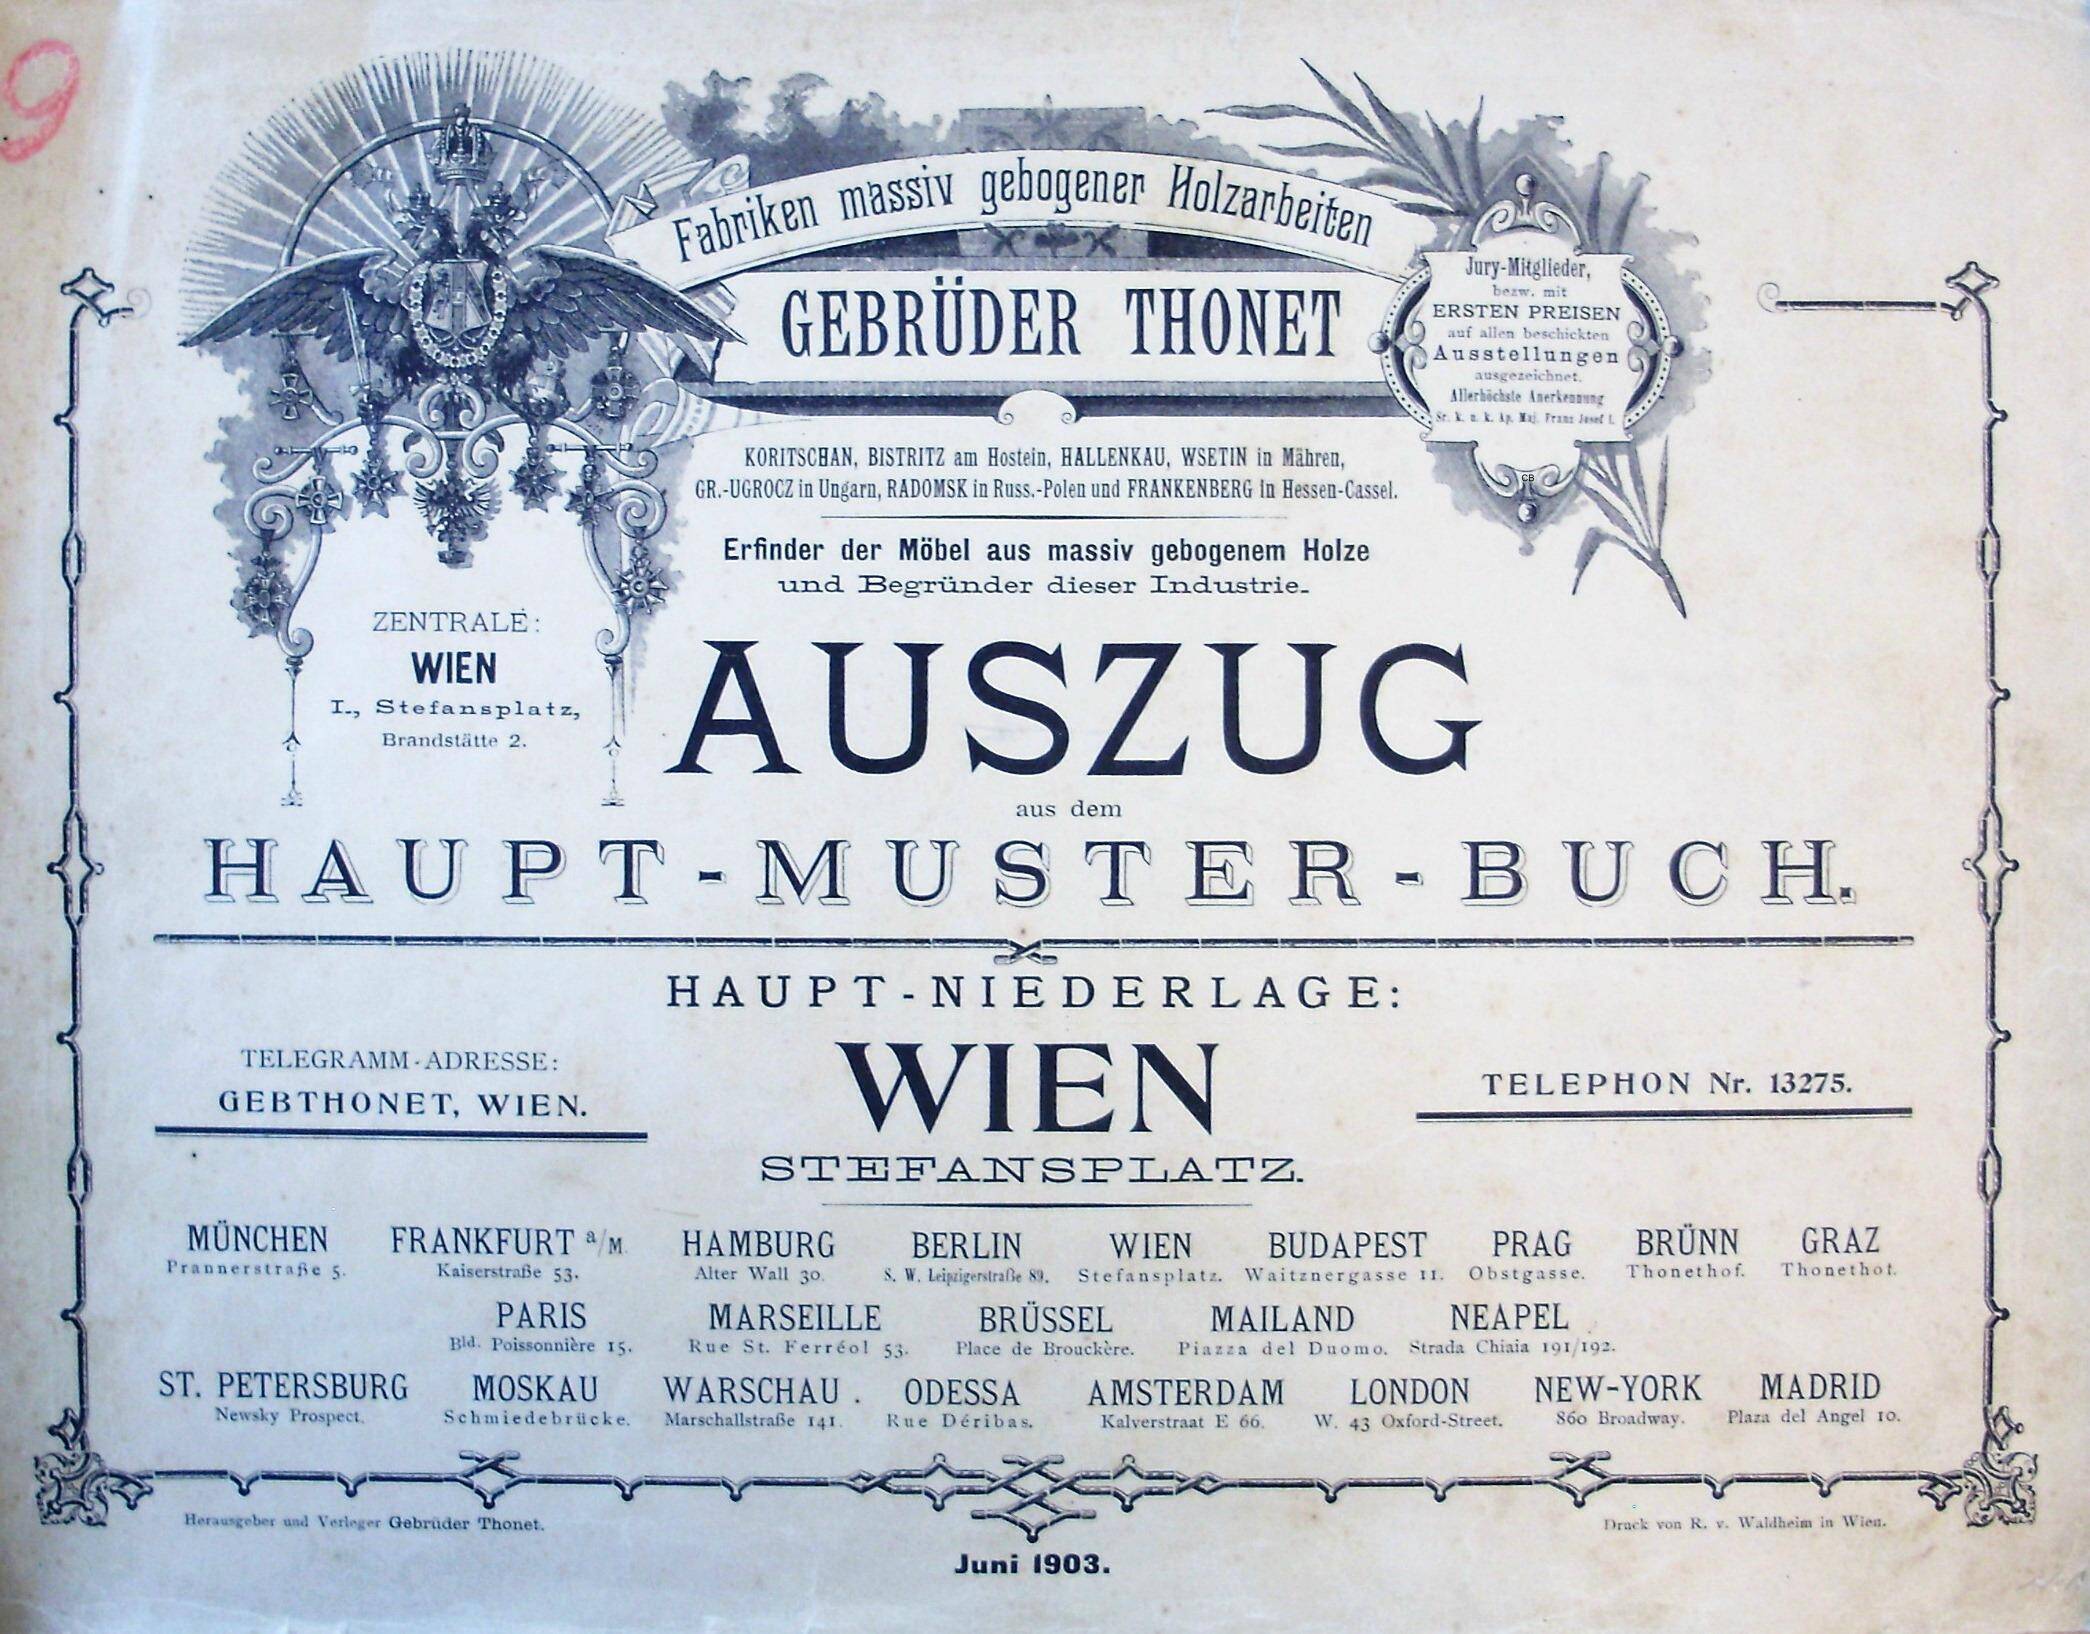 9
Fabriken massiv gebogener Holzarbeiten
GEBRÜDER THONET
Jury-Mitglieder,
bezw. mit
ERSTEN PREISEN
auf allen beschickten
Ausstellungen
ausgezeichnet.
Allerhöchste Anerkennung
Sr. k. u. k. Ap. Maj. Franz Josef I.
CB
KORITSCHAN, BISTRITZ am Hostein, HALLENKAU, WSETIN in Mähren,
GR.-UGROCZ in Ungarn, RADOMSK in Russ.-Polen und FRANKENBERG in Hessen-Cassel.
Erfinder der Möbel aus massiv gebogenem Holze
und Begründer dieser Industrie.
ZENTRALE:
WIEN
I., Stefansplatz,
Brandstätte 2.
AUSZUG
aus dem
HAUPT-MUSTER-BUCH.
HAUPT-NIEDERLAGE:
TELEGRAMM-ADRESSE:
GEBTHONET, WIEN.
WIEN
STEFANSPLATZ.
TELEPHON Nr. 13275.
MÜNCHEN FRANKFURT a/M. HAMBURG BERLIN WIEN BUDAPEST PRAG BRÜNN GRAZ
Prannerstraße 5. Kaiserstraße 53. Alter Wall 30. S. W. Leipzigerstraße 89. Stefansplatz. Waitznergasse 11. Obstgasse. Thonethof. Thonethof.
PARIS MARSEILLE BRÜSSEL MAILAND NEAPEL
Bld. Poissonnière 15. Rue St. Ferréol 53. Place de Brouckère. Piazza del Duomo. Strada Chiaia 191/192.
ST. PETERSBURG MOSKAU WARSCHAU. ODESSA AMSTERDAM LONDON NEW-YORK MADRID
Newsky Prospect. Schmiedebrücke. Marschallstraße 141. Rue Déribas. Kalverstraat E 66. W. 43 Oxford-Street. 860 Broadway. Plaza del Angel 10.
Herausgeber und Verleger Gebrüder Thonet.
Druck von R. v. Waldheim in Wien.
Juni 1903.